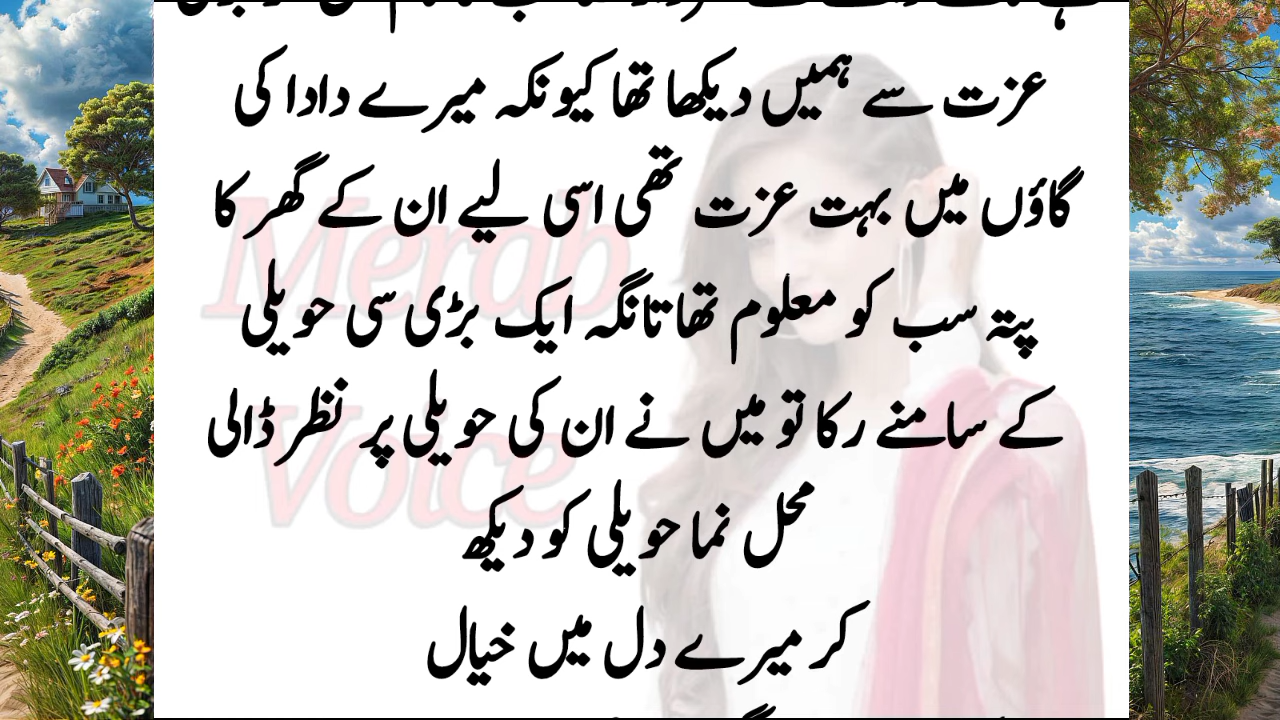 عزت سے ہمیں دیکھا تھا کیونکہ میرے دادا کی
گاؤں میں بہت عزت تھی اسی لیے ان کے گھر کا
پتہ سب کو معلوم تھا تانگہ ایک بڑی سی حویلی
کے سامنے رکا تو میں نے ان کی حویلی پر نظر ڈالی
محل نما حویلی کو دیکھ
کر میرے دل میں خیال
Merab
Voice